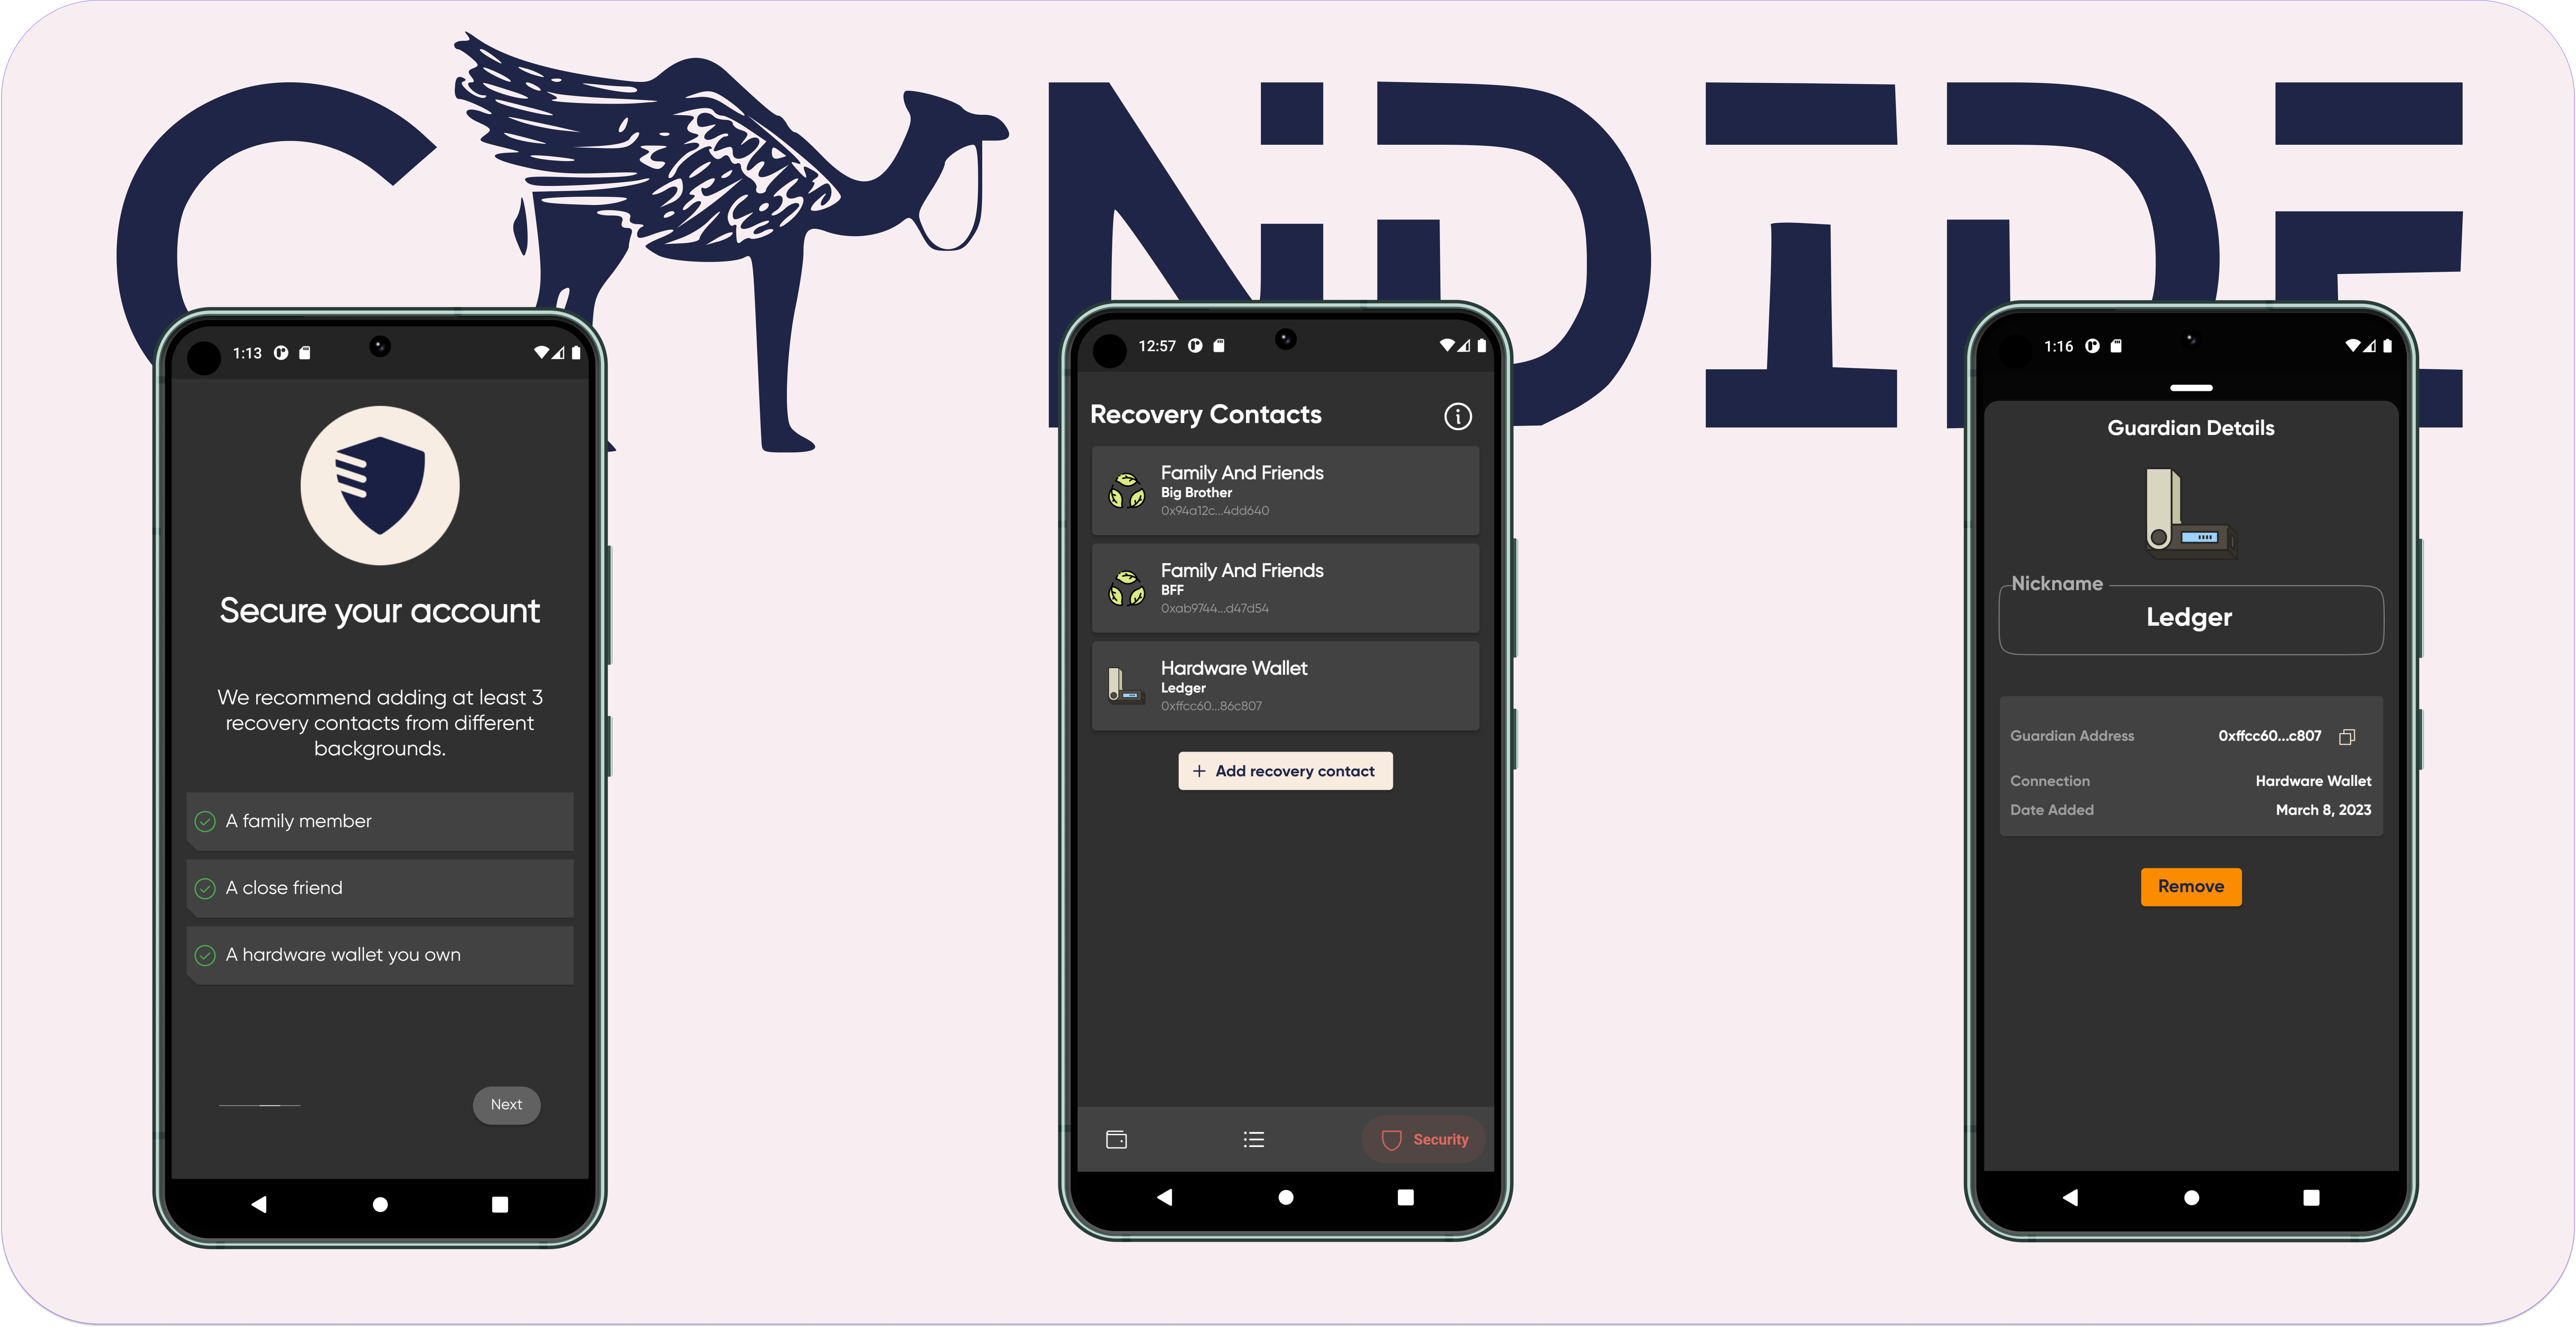 C NDIDE
1:13
Secure your account
We recommend adding at least 3
recovery contacts from different
backgrounds.
A family member
A close friend
A hardware wallet you own
Next
12:57
Recovery Contacts
Family And Friends
Big Brother
0x94a12c...4dd640
Family And Friends
BFF
0xab9744...d47d54
Hardware Wallet
Ledger
0xffcc60...86c807
+ Add recovery contact
Security
1:16
Guardian Details
Nickname
Ledger
Guardian Address 0xffcc60...c807
Connection Hardware Wallet
Date Added March 8, 2023
Remove